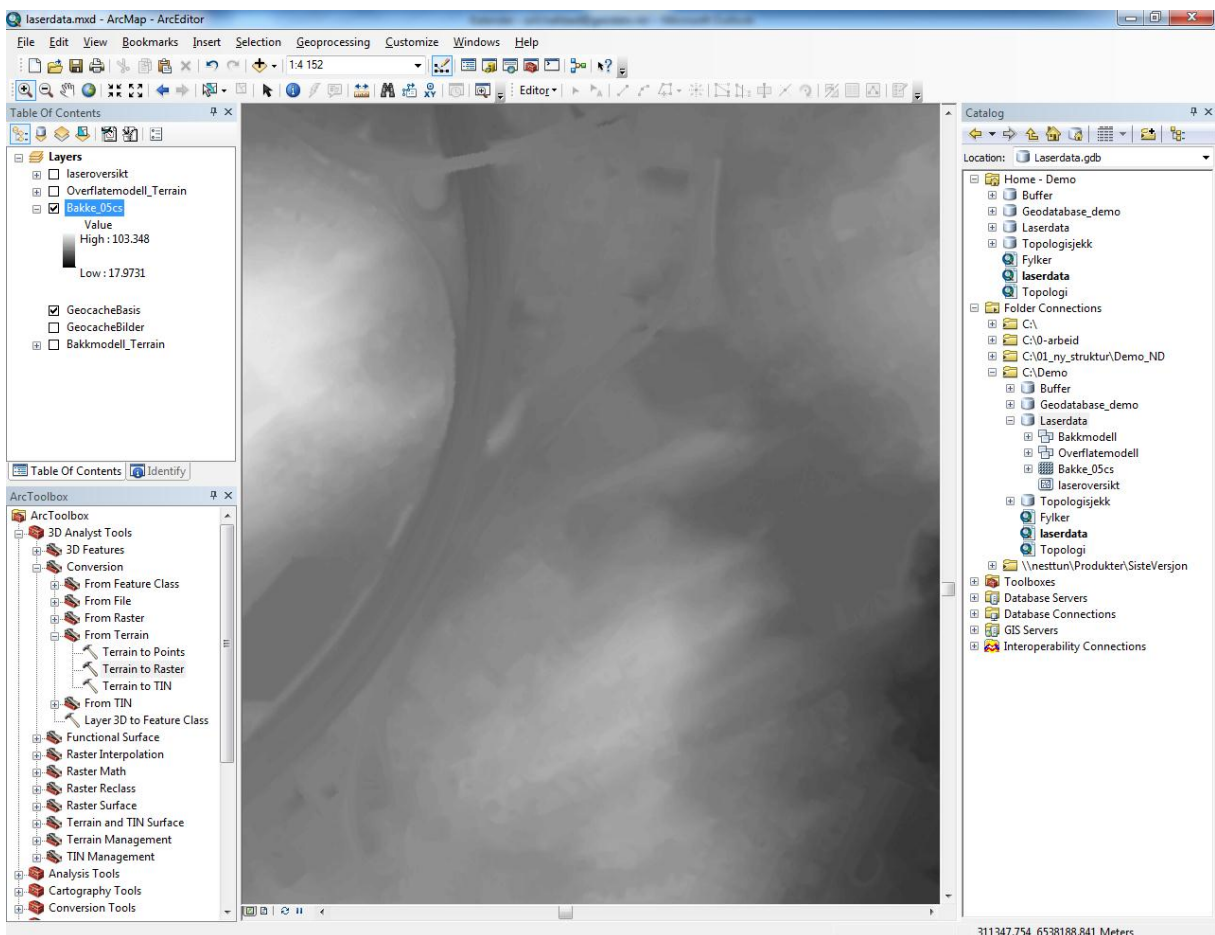 laserdata.mxd - ArcMap - ArcEditor
File Edit View Bookmarks Insert Selection Geoprocessing Customize Windows Help
1:4 152
Editor
Table Of Contents
Layers
laseroversikt
Overflatemodell_Terrain
Bakke_05cs
Value
High : 103.348
Low : 17.9731
GeocacheBasis
GeocacheBilder
Bakkmodell_Terrain
Table Of Contents Identify
ArcToolbox
ArcToolbox
3D Analyst Tools
3D Features
Conversion
From Feature Class
From File
From Raster
From Terrain
Terrain to Points
Terrain to Raster
Terrain to TIN
From TIN
Layer 3D to Feature Class
Functional Surface
Raster Interpolation
Raster Math
Raster Reclass
Raster Surface
Terrain and TIN Surface
Terrain Management
TIN Management
Analysis Tools
Cartography Tools
Conversion Tools
Catalog
Location: Laserdata.gdb
Home - Demo
Buffer
Geodatabase_demo
Laserdata
Topologisjekk
Fylker
laserdata
Topologi
Folder Connections
C:\
C:\0-arbeid
C:\01_ny_struktur\Demo_ND
C:\Demo
Buffer
Geodatabase_demo
Laserdata
Bakkmodell
Overflatemodell
Bakke_05cs
laseroversikt
Topologisjekk
Fylker
laserdata
Topologi
\\nesttun\Produkter\SisteVersjon
Toolboxes
Database Servers
Database Connections
GIS Servers
Interoperability Connections
311347,754 6538188,841 Meters